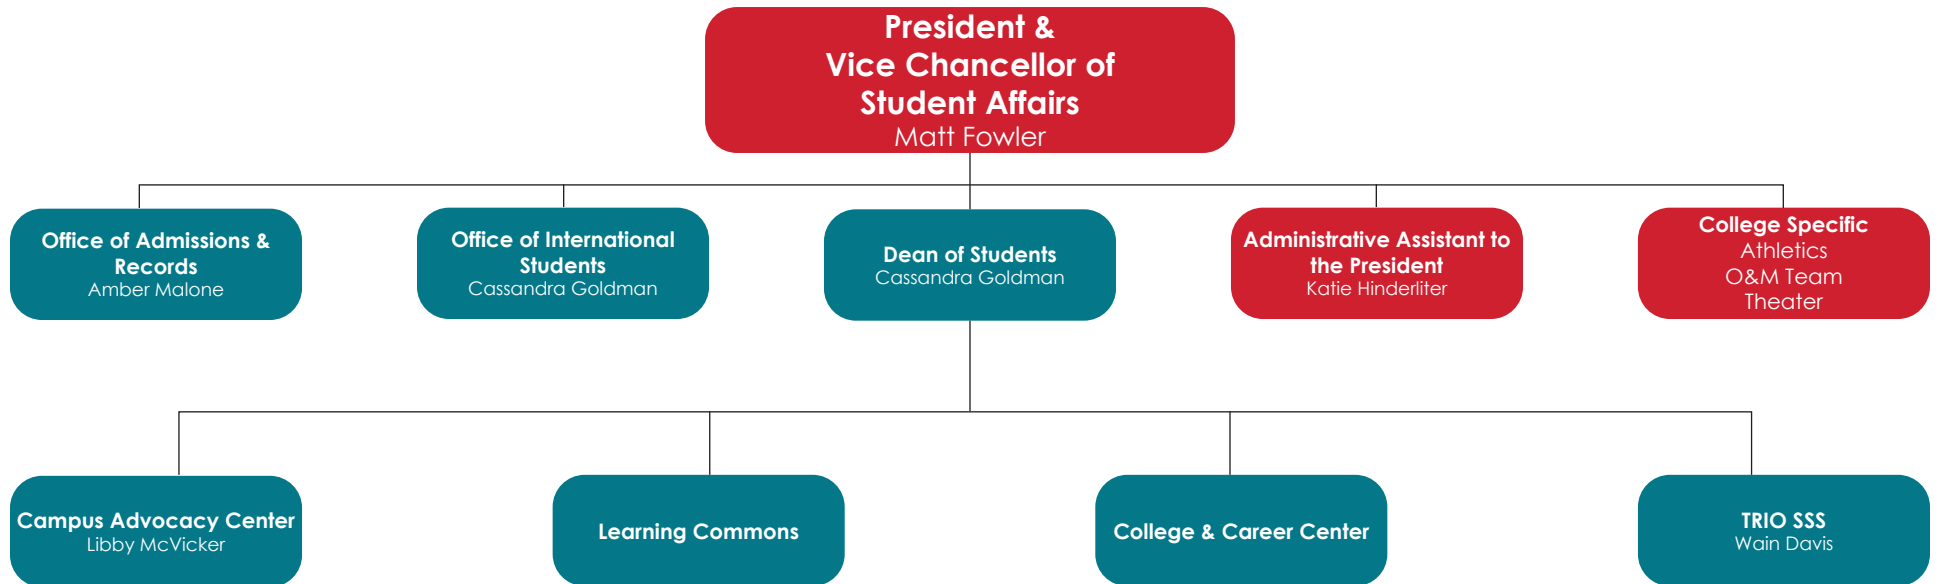 President &
Vice Chancellor of
Student Affairs
Matt Fowler
Office of Admissions &
Records
Amber Malone
Office of International
Students
Cassandra Goldman
Dean of Students
Cassandra Goldman
Administrative Assistant to
the President
Katie Hinderliter
College Specific
Athletics
O&M Team
Theater
Campus Advocacy Center
Libby McVicker
Learning Commons
College & Career Center
TRIO SSS
Wain Davis